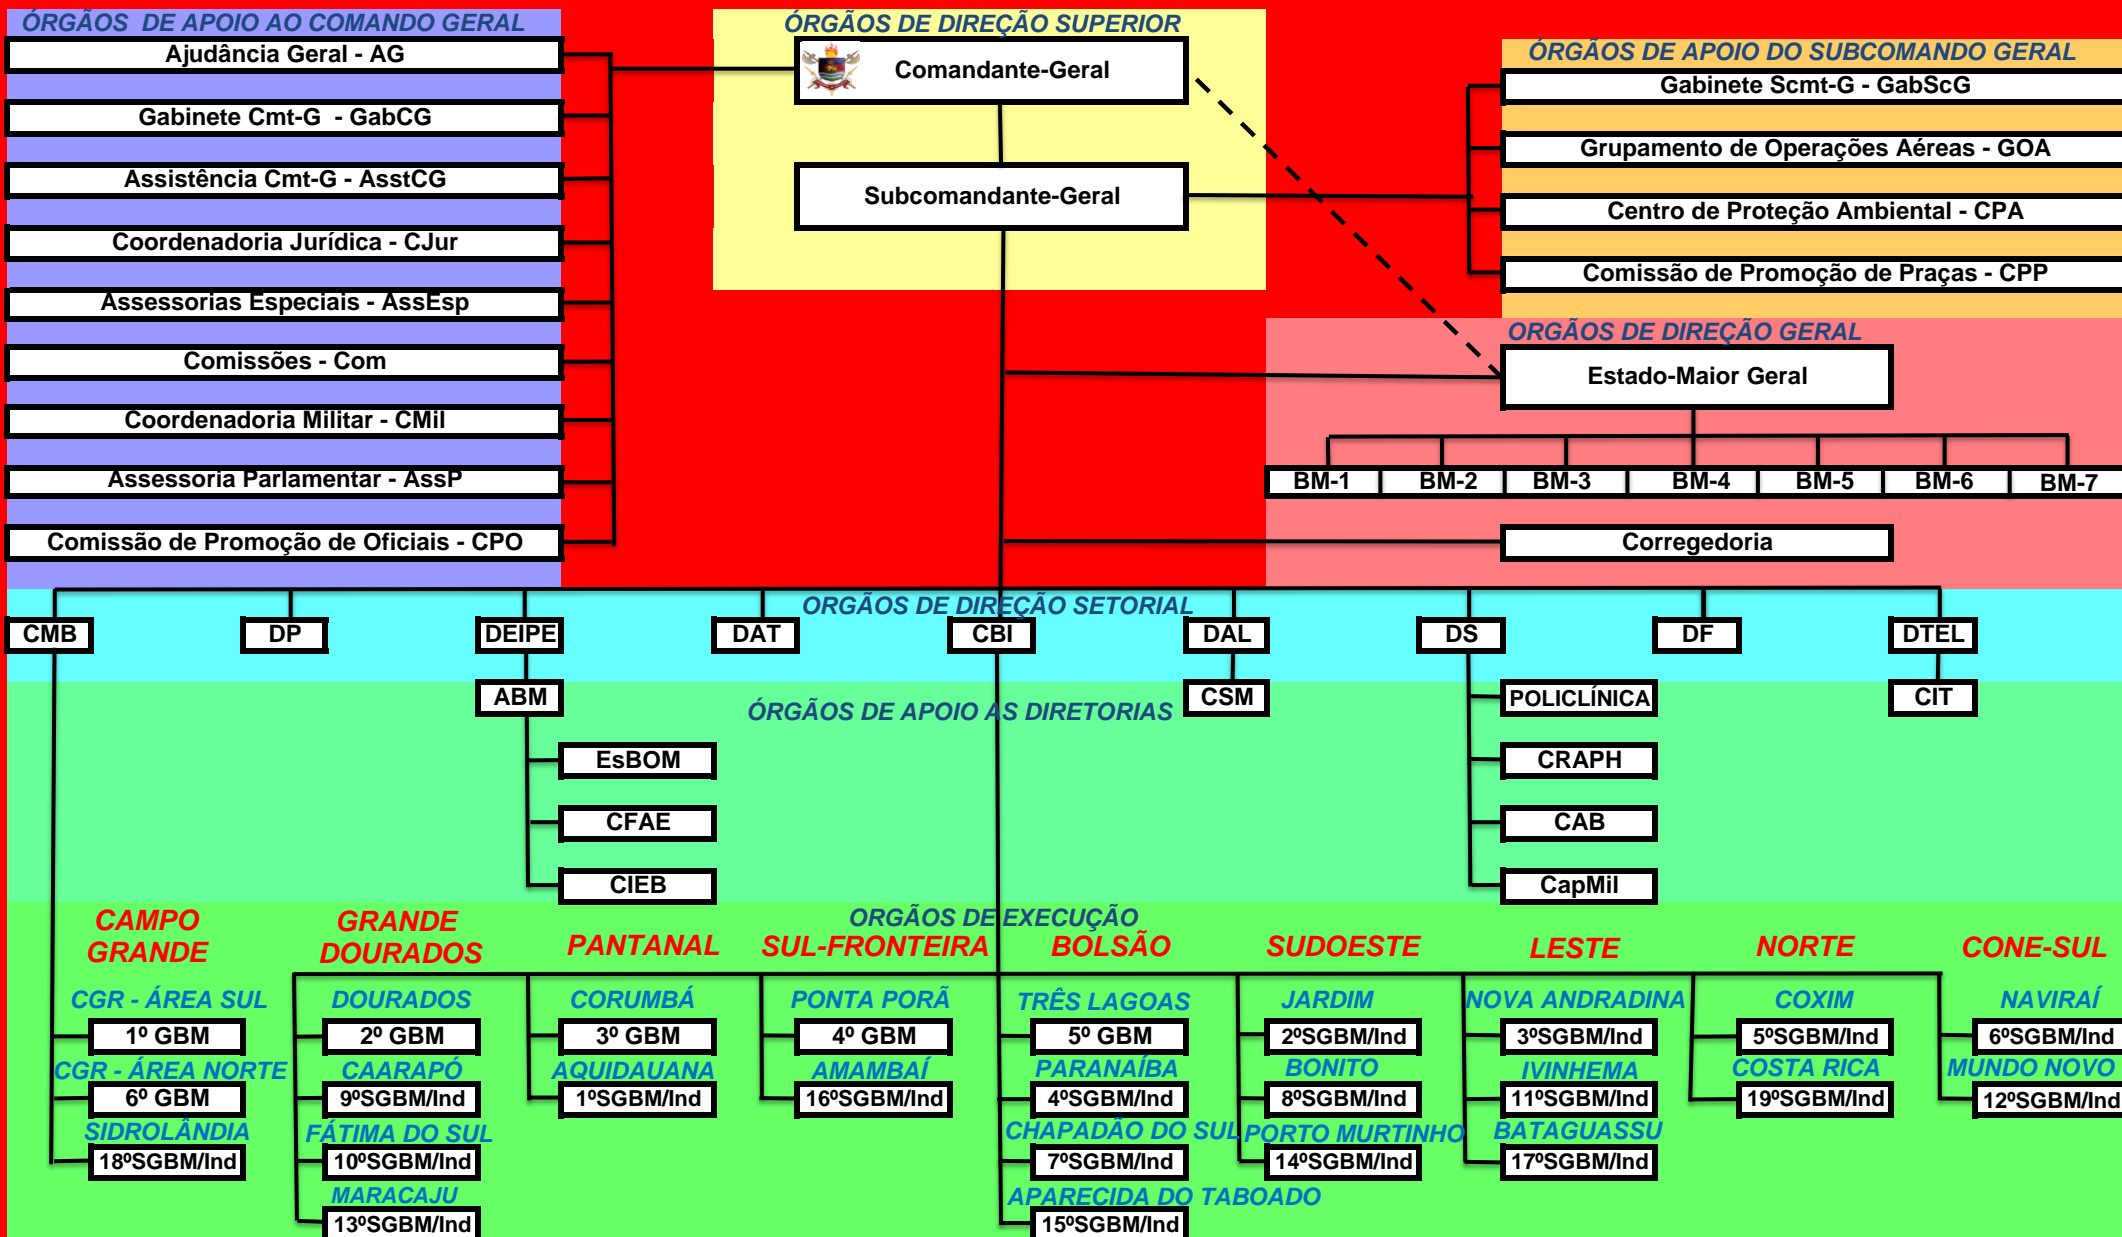 ÓRGÃOS DE APOIO AO COMANDO GERAL
Ajudância Geral - AG
Gabinete Cmt-G - GabCG
Assistência Cmt-G - AsstCG
Coordenadoria Jurídica - CJur
Assessorias Especiais - AssEsp
Comissões - Com
Coordenadoria Militar - CMil
Assessoria Parlamentar - AssP
Comissão de Promoção de Oficiais - CPO
ÓRGÃOS DE DIREÇÃO SUPERIOR
Comandante-Geral
Subcomandante-Geral
ÓRGÃOS DE APOIO DO SUBCOMANDO GERAL
Gabinete Scmt-G - GabScG
Grupamento de Operações Aéreas - GOA
Centro de Proteção Ambiental - CPA
Comissão de Promoção de Praças - CPP
ORGÃOS DE DIREÇÃO GERAL
Estado-Maior Geral
BM-1 BM-2 BM-3 BM-4 BM-5 BM-6 BM-7
Corregedoria
ORGÃOS DE DIREÇÃO SETORIAL
CMB DP DEIPE DAT CBI DAL DS DF DTEL
ABM CSM POLICLÍNICA CIT
ÓRGÃOS DE APOIO AS DIRETORIAS
EsBOM CRAPH
CFAE CAB
CIEB CapMil
ORGÃOS DE EXECUÇÃO
CAMPO
GRANDE
CGR - ÁREA SUL
1º GBM
CGR - ÁREA NORTE
6º GBM
SIDROLÂNDIA
18ºSGBM/Ind
GRANDE
DOURADOS
DOURADOS
2º GBM
CAARAPÓ
9ºSGBM/Ind
FÁTIMA DO SUL
10ºSGBM/Ind
MARACAJU
13ºSGBM/Ind
PANTANAL
CORUMBÁ
3º GBM
AQUIDAUANA
1ºSGBM/Ind
SUL-FRONTEIRA
PONTA PORÃ
4º GBM
AMAMBAÍ
16ºSGBM/Ind
BOLSÃO
TRÊS LAGOAS
5º GBM
PARANAÍBA
4ºSGBM/Ind
CHAPADÃO DO SUL
7ºSGBM/Ind
APARECIDA DO TABOADO
15ºSGBM/Ind
SUDOESTE
JARDIM
2ºSGBM/Ind
BONITO
8ºSGBM/Ind
PORTO MURTINHO
14ºSGBM/Ind
LESTE
NOVA ANDRADINA
3ºSGBM/Ind
IVINHEMA
11ºSGBM/Ind
BATAGUASSU
17ºSGBM/Ind
NORTE
COXIM
5ºSGBM/Ind
COSTA RICA
19ºSGBM/Ind
CONE-SUL
NAVIRAÍ
6ºSGBM/Ind
MUNDO NOVO
12ºSGBM/Ind